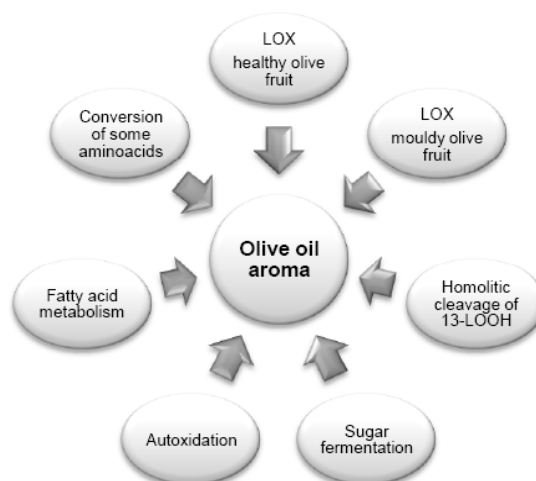 LOX
healthy olive
fruit
LOX
mouldy olive
fruit
Conversion
of some
aminoacids
Olive oil
aroma
Fatty acid
metabolism
Homolitic
cleavage of
13-LOOH
Autoxidation
Sugar
fermentation